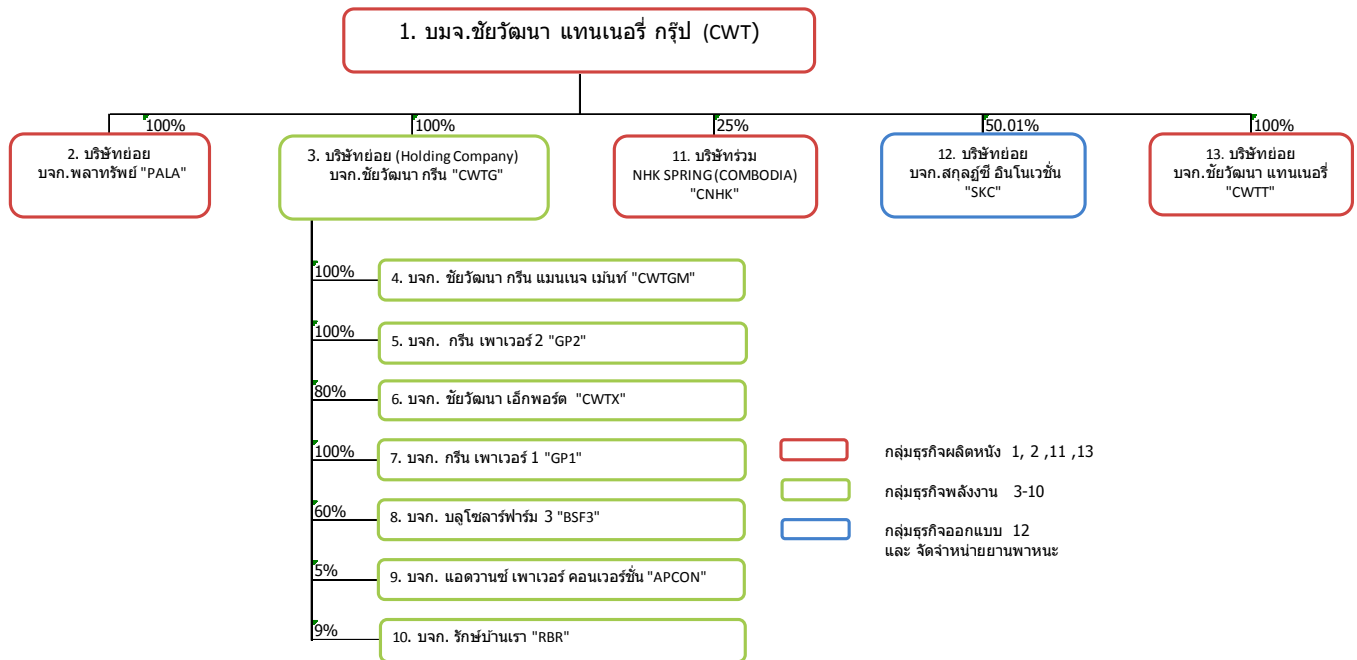 1. บมจ.ชัยวัฒนา แทนเนอรี่ กรุ๊ป (CWT)
100%
100%
25%
50.01%
100%
2. บริษัทย่อย
บจก.พลาทรัพย์ "PALA"
3. บริษัทย่อย (Holding Company)
บจก.ชัยวัฒนา กรีน "CWTG"
11. บริษัทร่วม
NHK SPRING (COMBODIA)
"CNHK"
12. บริษัทย่อย
บจก.สกุลฏ์ซี อินโนเวชั่น
"SKC"
13. บริษัทย่อย
บจก.ชัยวัฒนา แทนเนอรี่
"CWTT"
100%
4. บจก. ชัยวัฒนา กรีน แมนเนจ เม้นท์ "CWTGM"
100%
5. บจก. กรีน เพาเวอร์ 2 "GP2"
80%
6. บจก. ชัยวัฒนา เอ็กพอร์ต "CWTX"
100%
7. บจก. กรีน เพาเวอร์ 1 "GP1"
60%
8. บจก. บลูโซลาร์ฟาร์ม 3 "BSF3"
5%
9. บจก. แอดวานซ์ เพาเวอร์ คอนเวอร์ชั่น "APCON"
9%
10. บจก. รักษ์บ้านเรา "RBR"
กลุ่มธุรกิจผลิตหนัง 1, 2 ,11 ,13
กลุ่มธุรกิจพลังงาน 3-10
กลุ่มธุรกิจออกแบบ 12
และ จัดจำหน่ายยานพาหนะ